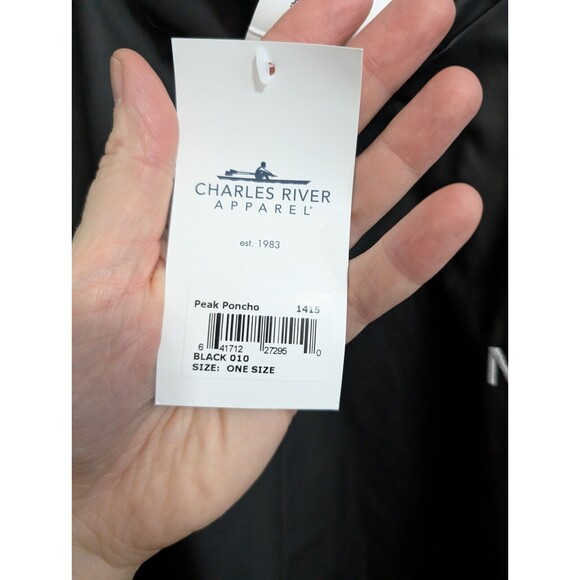 CHARLES RIVER
APPAREL®
est. 1983
Peak Poncho 1415
6 41712 27295 0
BLACK 010
SIZE: ONE SIZE
N